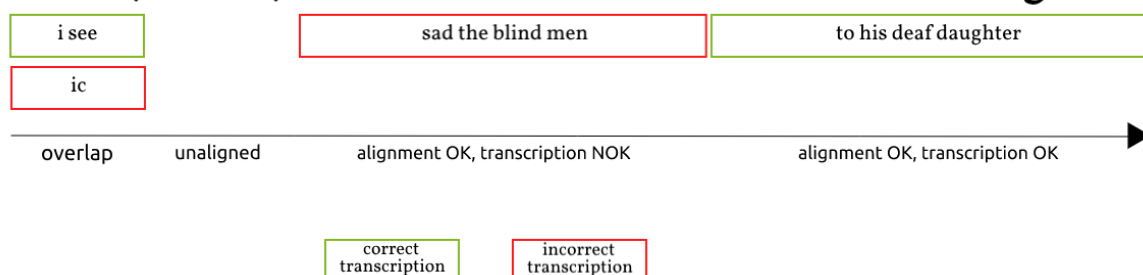 i see sad the blind men to his deaf daughter
ic
overlap unaligned alignment OK, transcription NOK alignment OK, transcription OK
correct incorrect
transcription transcription